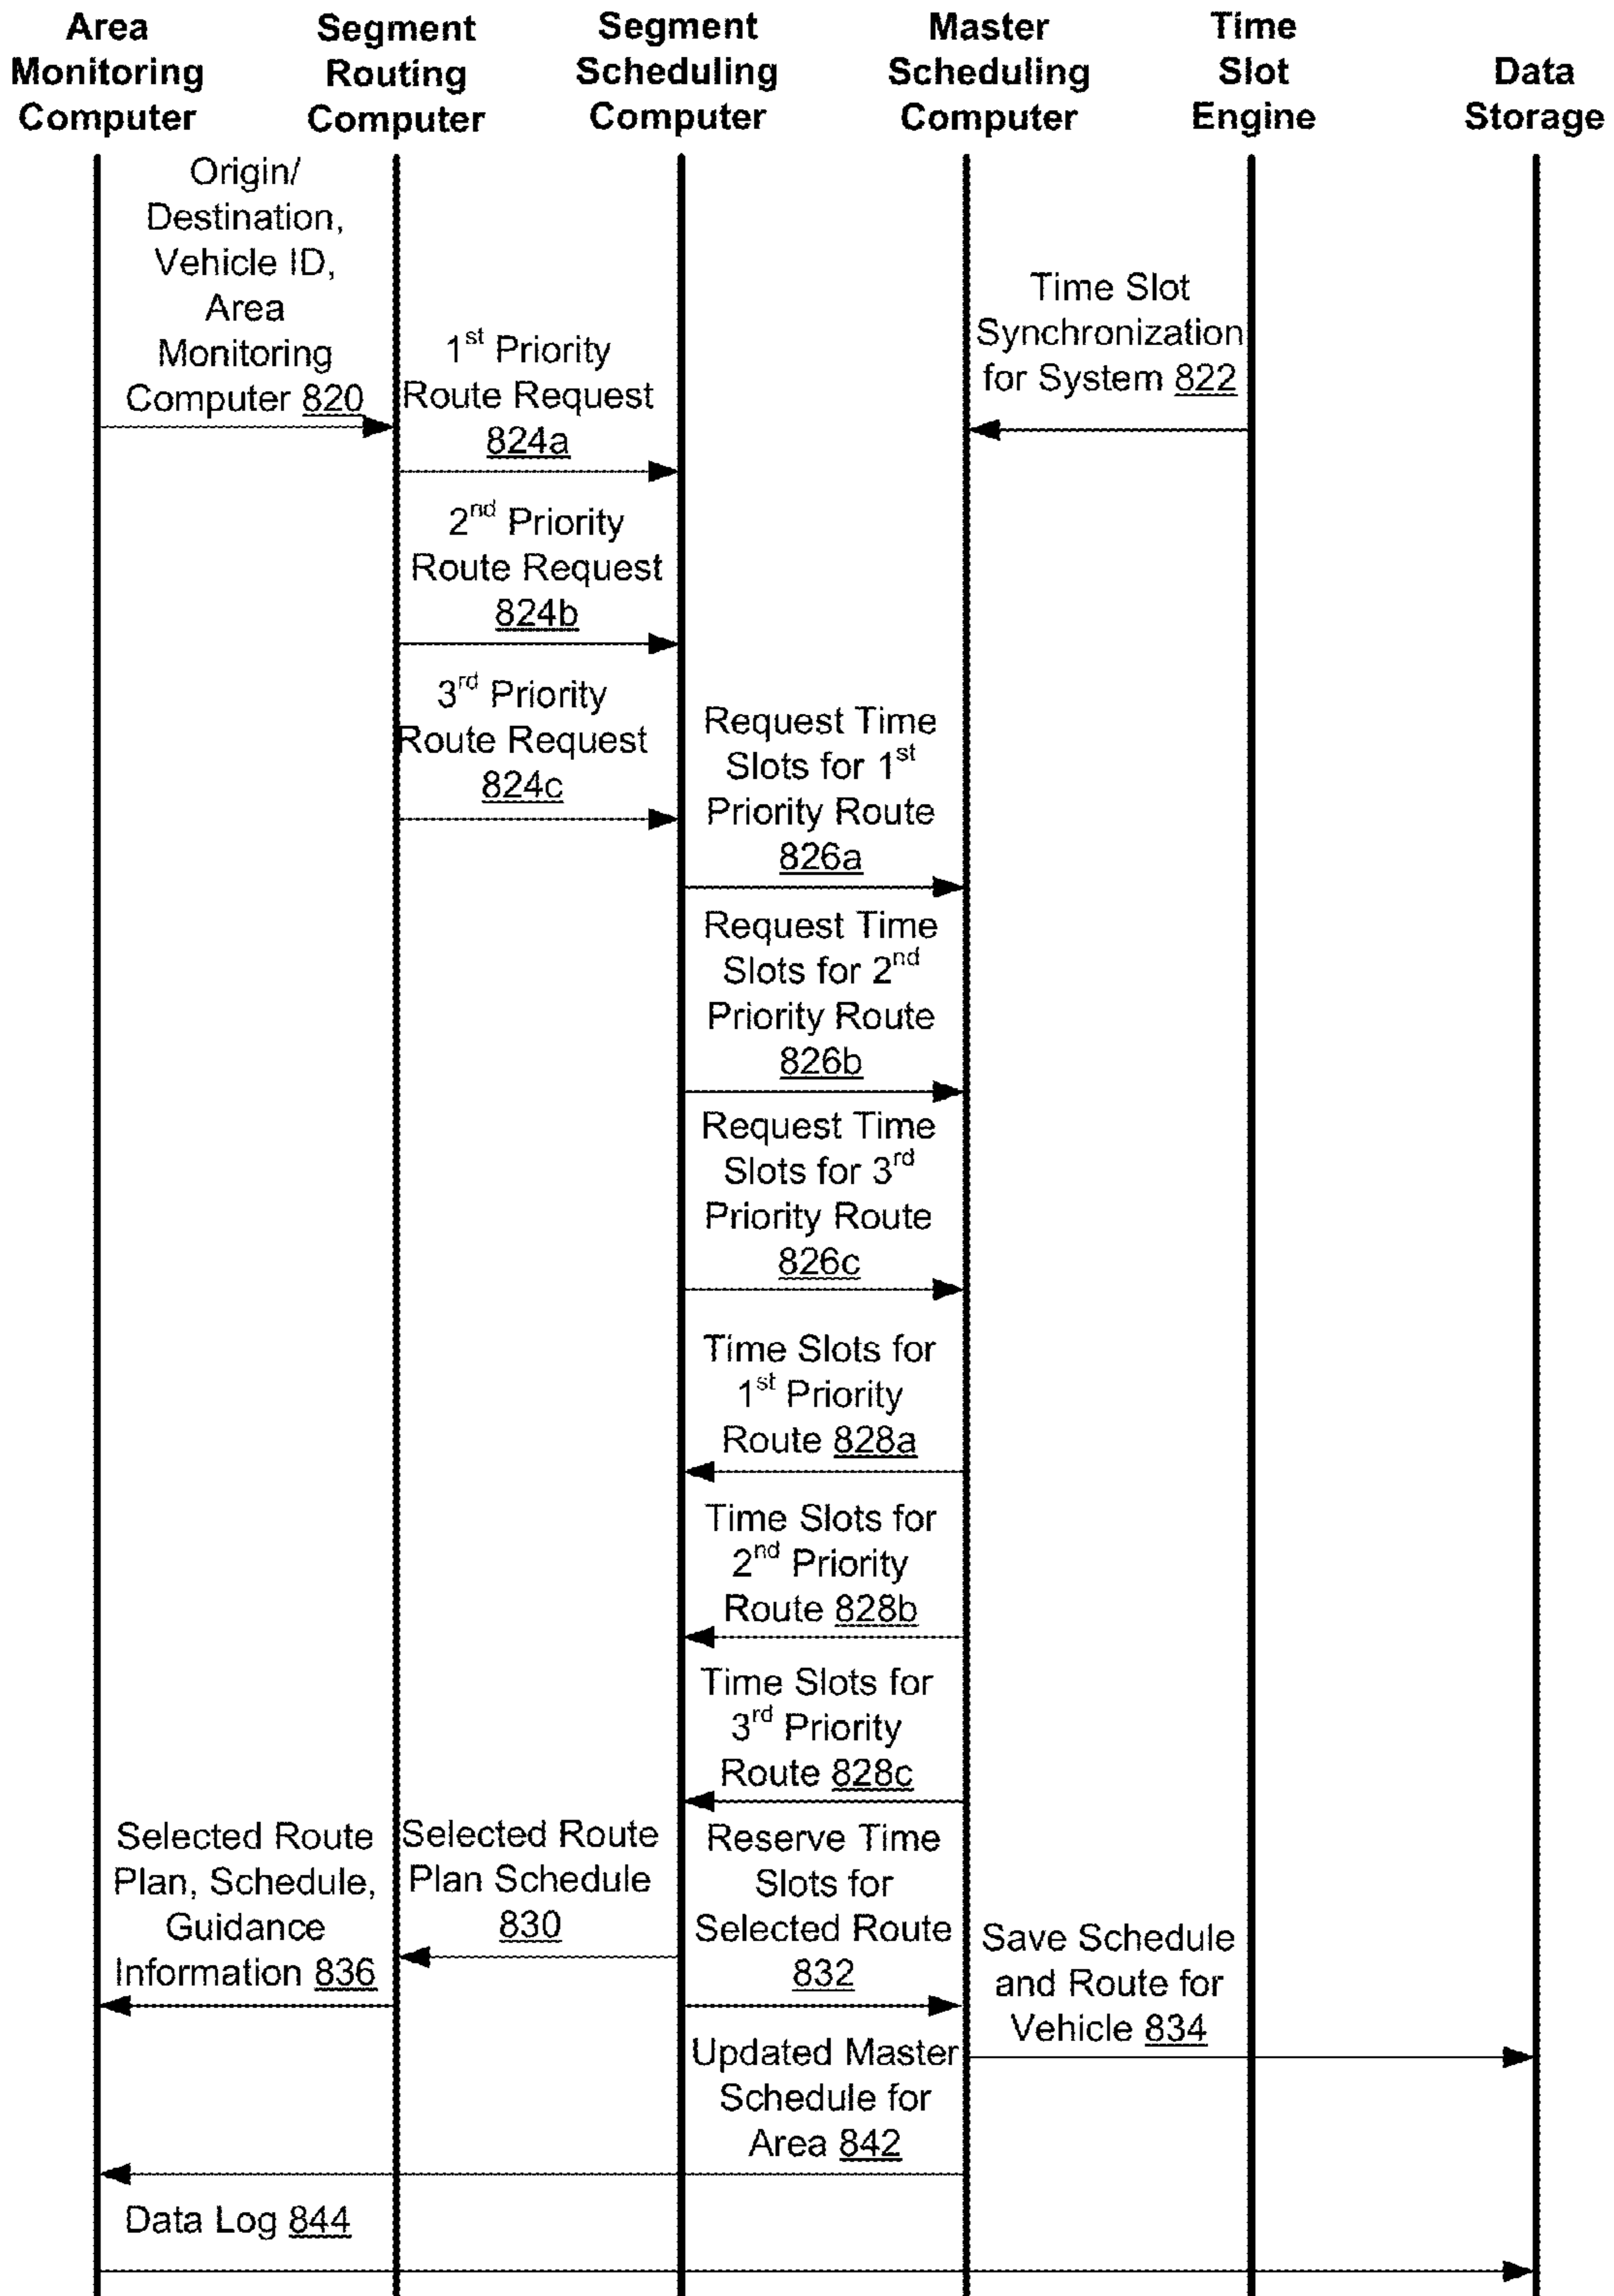 Area
Monitoring
Computer
Segment
Routing
Computer
Segment
Scheduling
Computer
Master
Scheduling
Computer
Time
Slot
Engine
Data
Storage
Origin/
Destination,
Vehicle ID,
Area
Monitoring
Computer 820
Time Slot
Synchronization
for System 822
1st Priority
Route Request
824a
2nd Priority
Route Request
824b
3rd Priority
Route Request
824c
Request Time
Slots for 1st
Priority Route
826a
Request Time
Slots for 2nd
Priority Route
826b
Request Time
Slots for 3rd
Priority Route
826c
Time Slots for
1st Priority
Route 828a
Time Slots for
2nd Priority
Route 828b
Time Slots for
3rd Priority
Route 828c
Selected Route
Plan, Schedule,
Guidance
Information 836
Selected Route
Plan Schedule
830
Reserve Time
Slots for
Selected Route
832
Save Schedule
and Route for
Vehicle 834
Updated Master
Schedule for
Area 842
Data Log 844